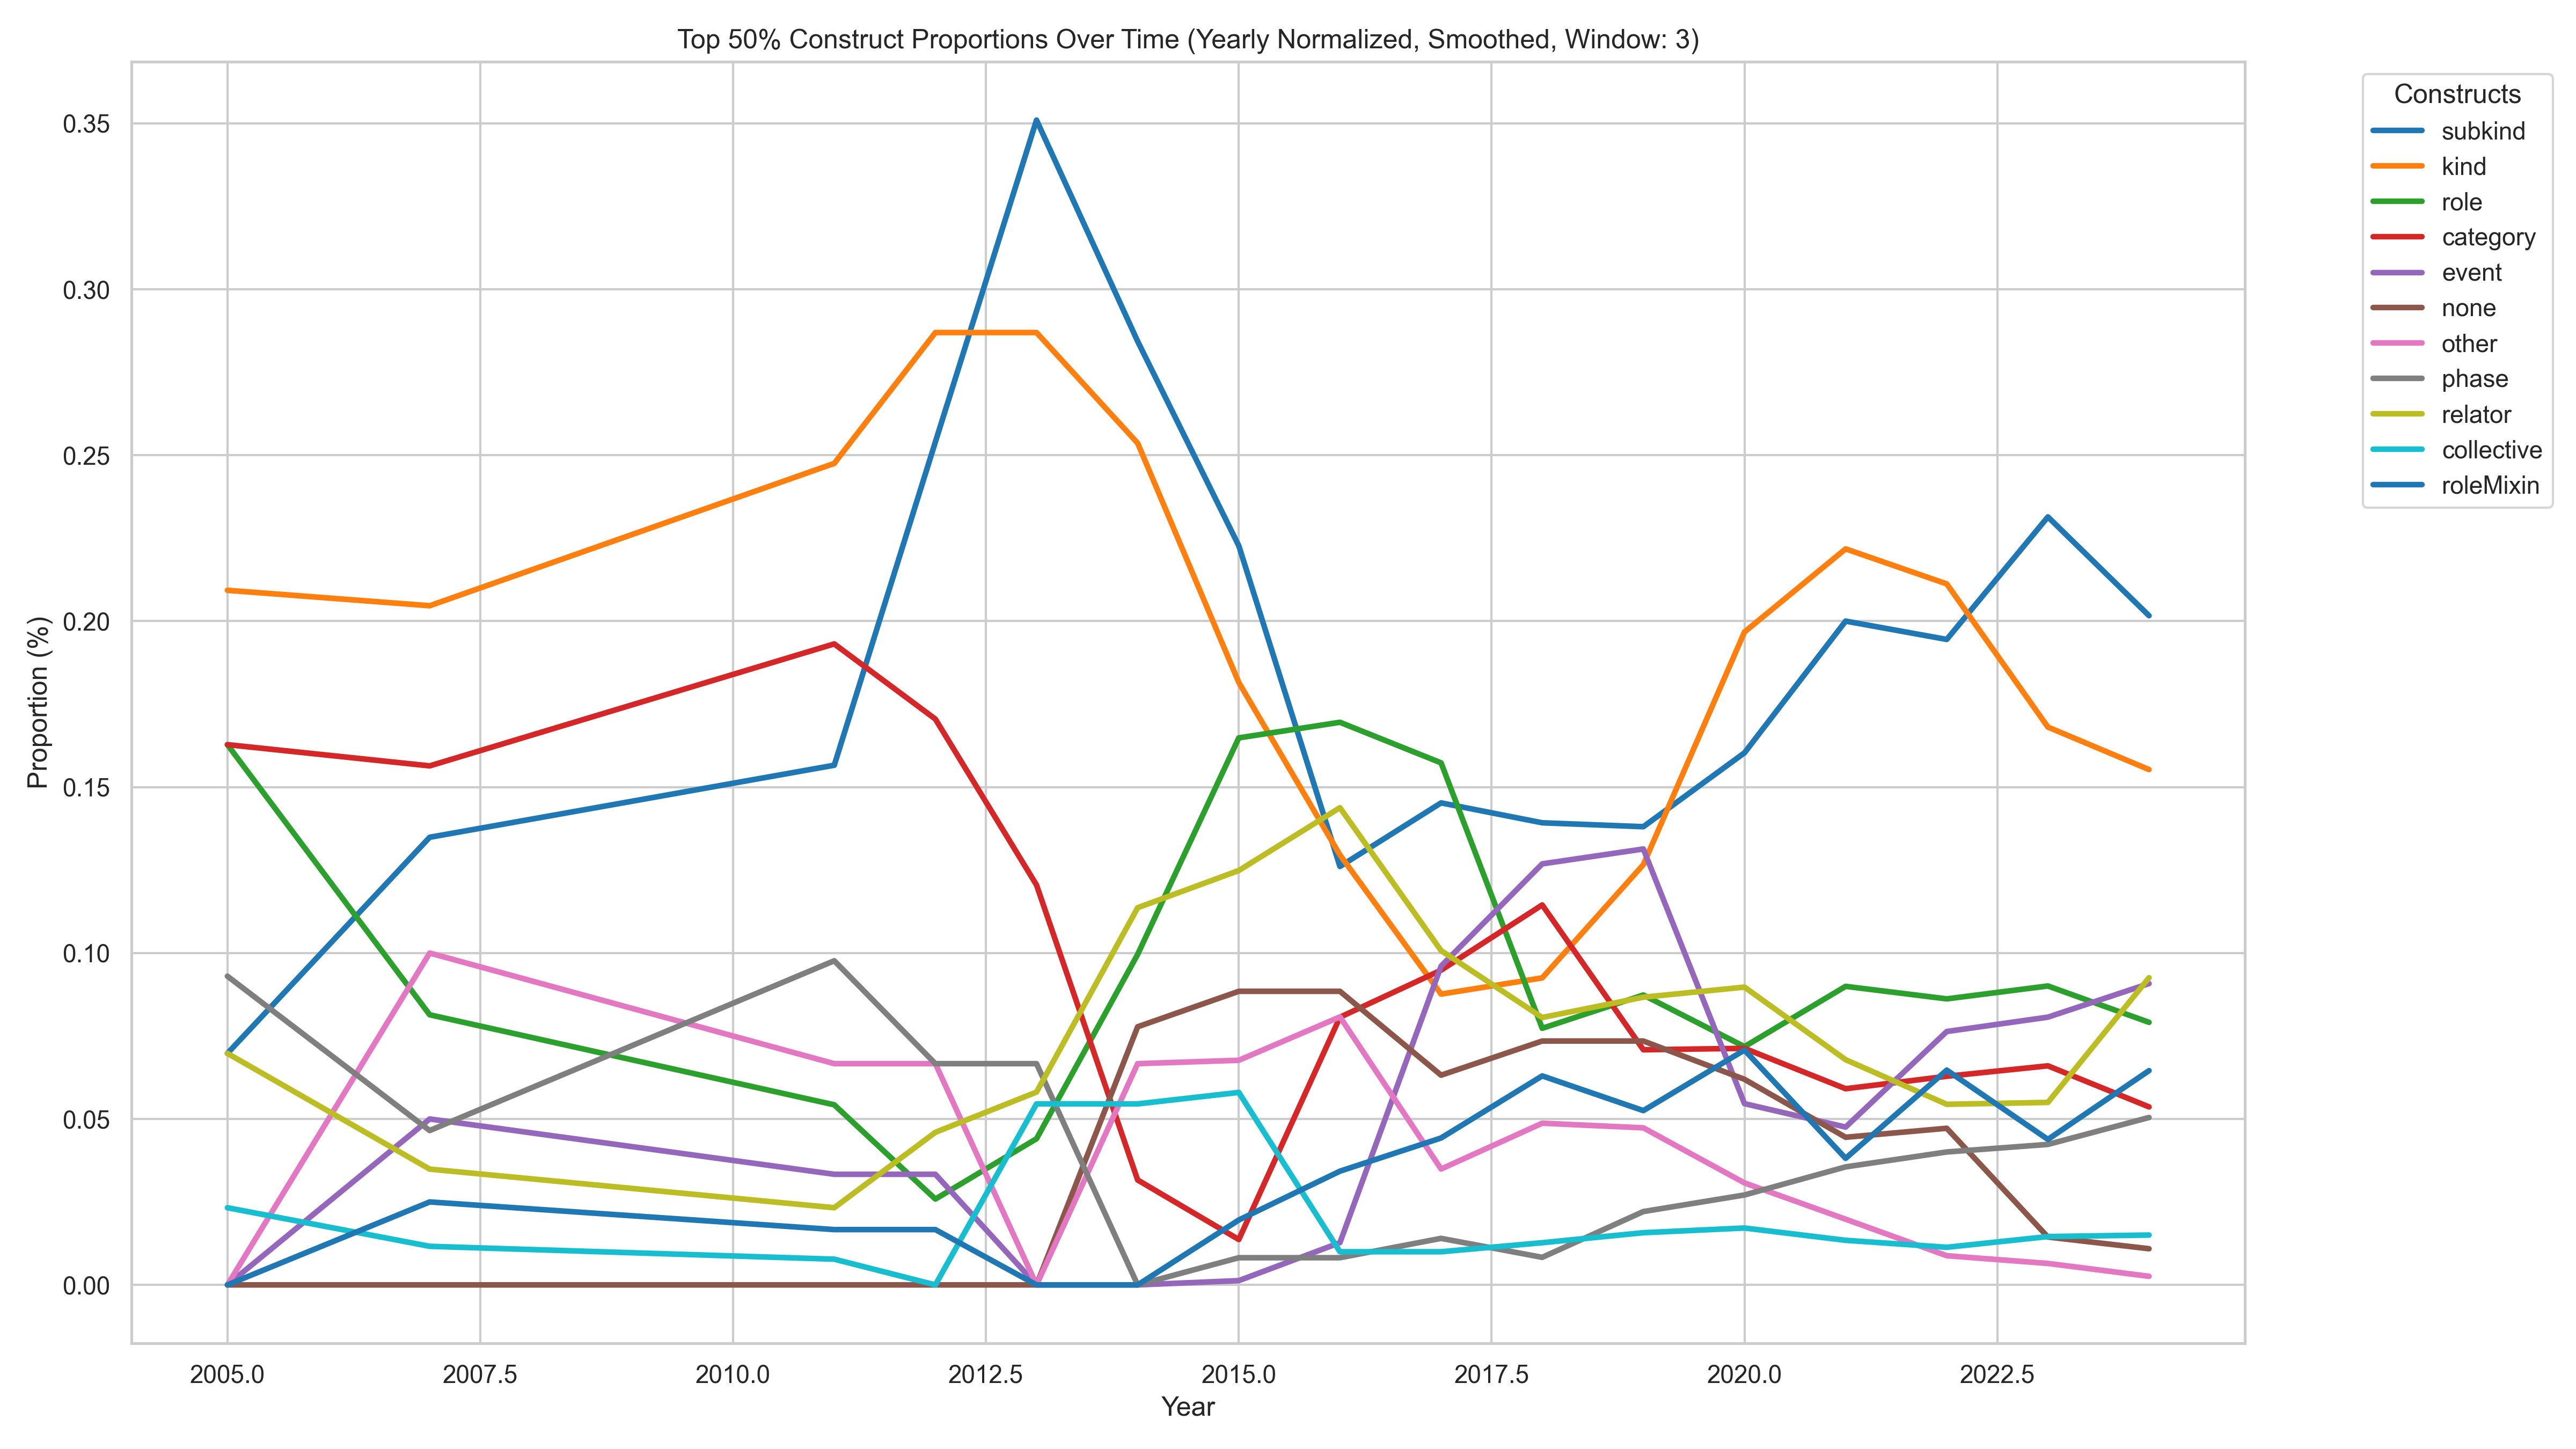 Top 50% Construct Proportions Over Time (Yearly Normalized, Smoothed, Window: 3)
Constructs
subkind
kind
role
category
event
none
other
phase
relator
collective
roleMixin
Proportion (%)
0.35
0.30
0.25
0.20
0.15
0.10
0.05
0.00
2005.0 2007.5 2010.0 2012.5 2015.0 2017.5 2020.0 2022.5
Year